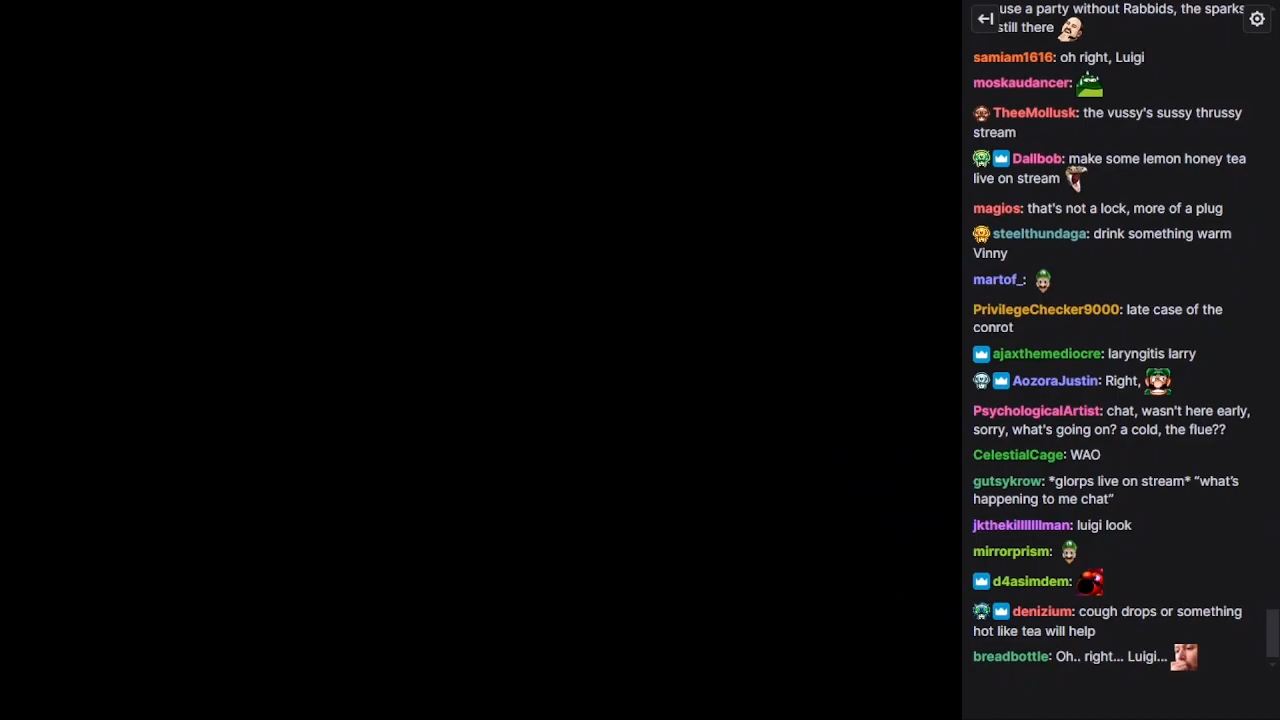 use a party without Rabbids, the sparks
still there
samiam1616: oh right, Luigi
moskaudancer:
TheeMollusk: the vussy's sussy thrussy
stream
Dallbob: make some lemon honey tea
live on stream
magios: that's not a lock, more of a plug
steelthundaga: drink something warm
Vinny
martof_:
PrivilegeChecker9000: late case of the
conrot
ajaxthemediocre: laryngitis larry
AozoraJustin: Right,
PsychologicalArtist: chat, wasn't here early,
sorry, what's going on? a cold, the flue??
CelestialCage: WAO
gutsykrow: *glorps live on stream* “what’s
happening to me chat”
jkthekillllllllman: luigi look
mirrorprism:
d4asimdem:
denizium: cough drops or something
hot like tea will help
breadbottle: Oh.. right... Luigi...